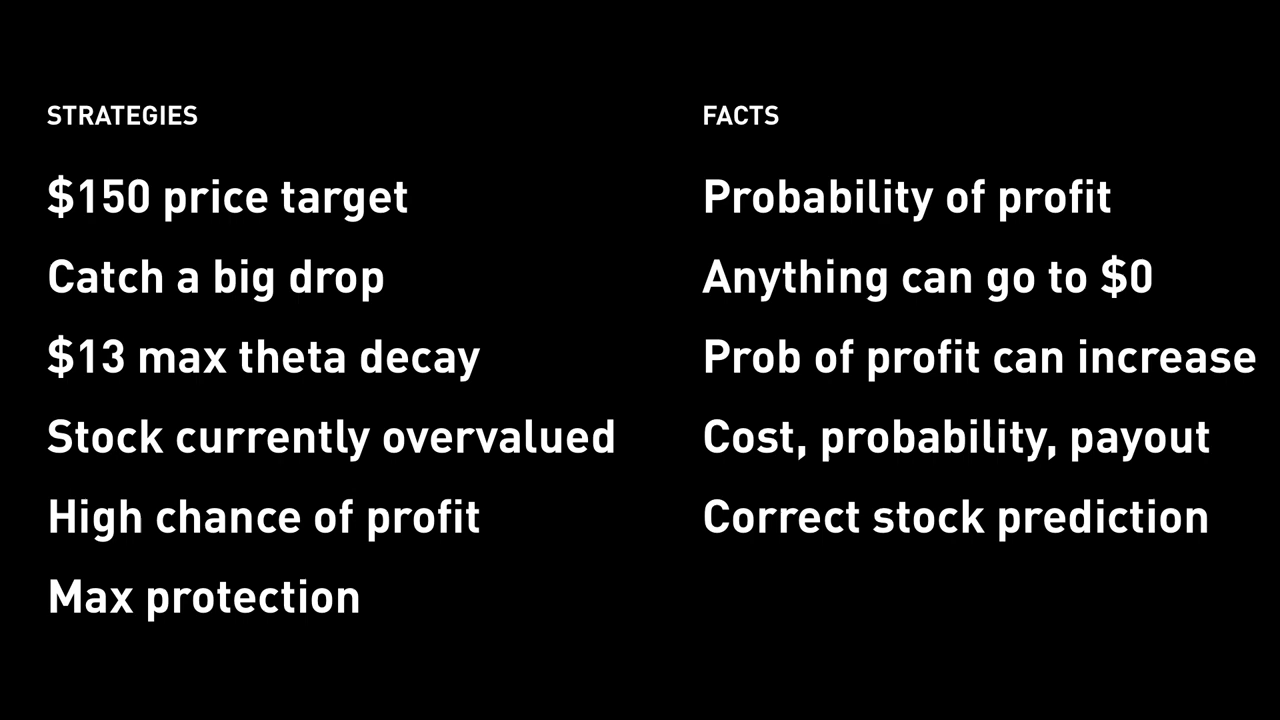 STRATEGIES
$150 price target
Catch a big drop
$13 max theta decay
Stock currently overvalued
High chance of profit
Max protection
FACTS
Probability of profit
Anything can go to $0
Prob of profit can increase
Cost, probability, payout
Correct stock prediction